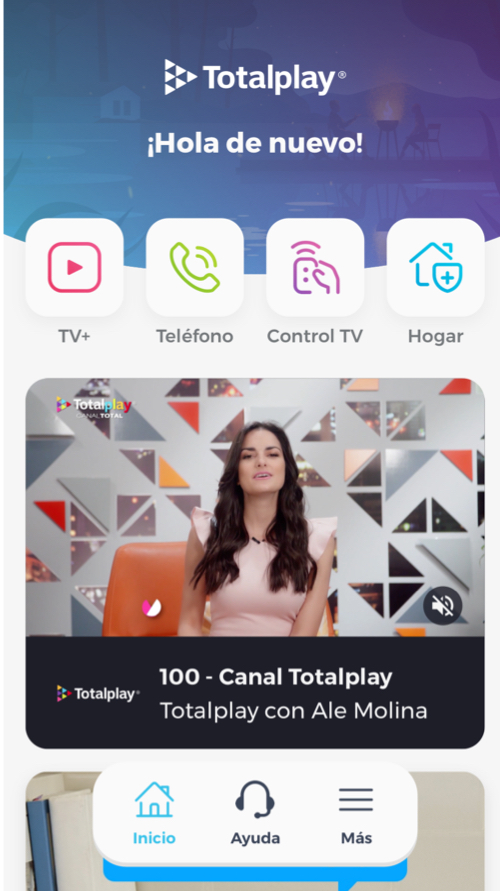 Totalplay®
¡Hola de nuevo!
TV+
Teléfono
Control TV
Hogar
Totalplay
CANAL TOTAL
100 - Canal Totalplay
Totalplay®
Totalplay con Ale Molina
Inicio
Ayuda
Más